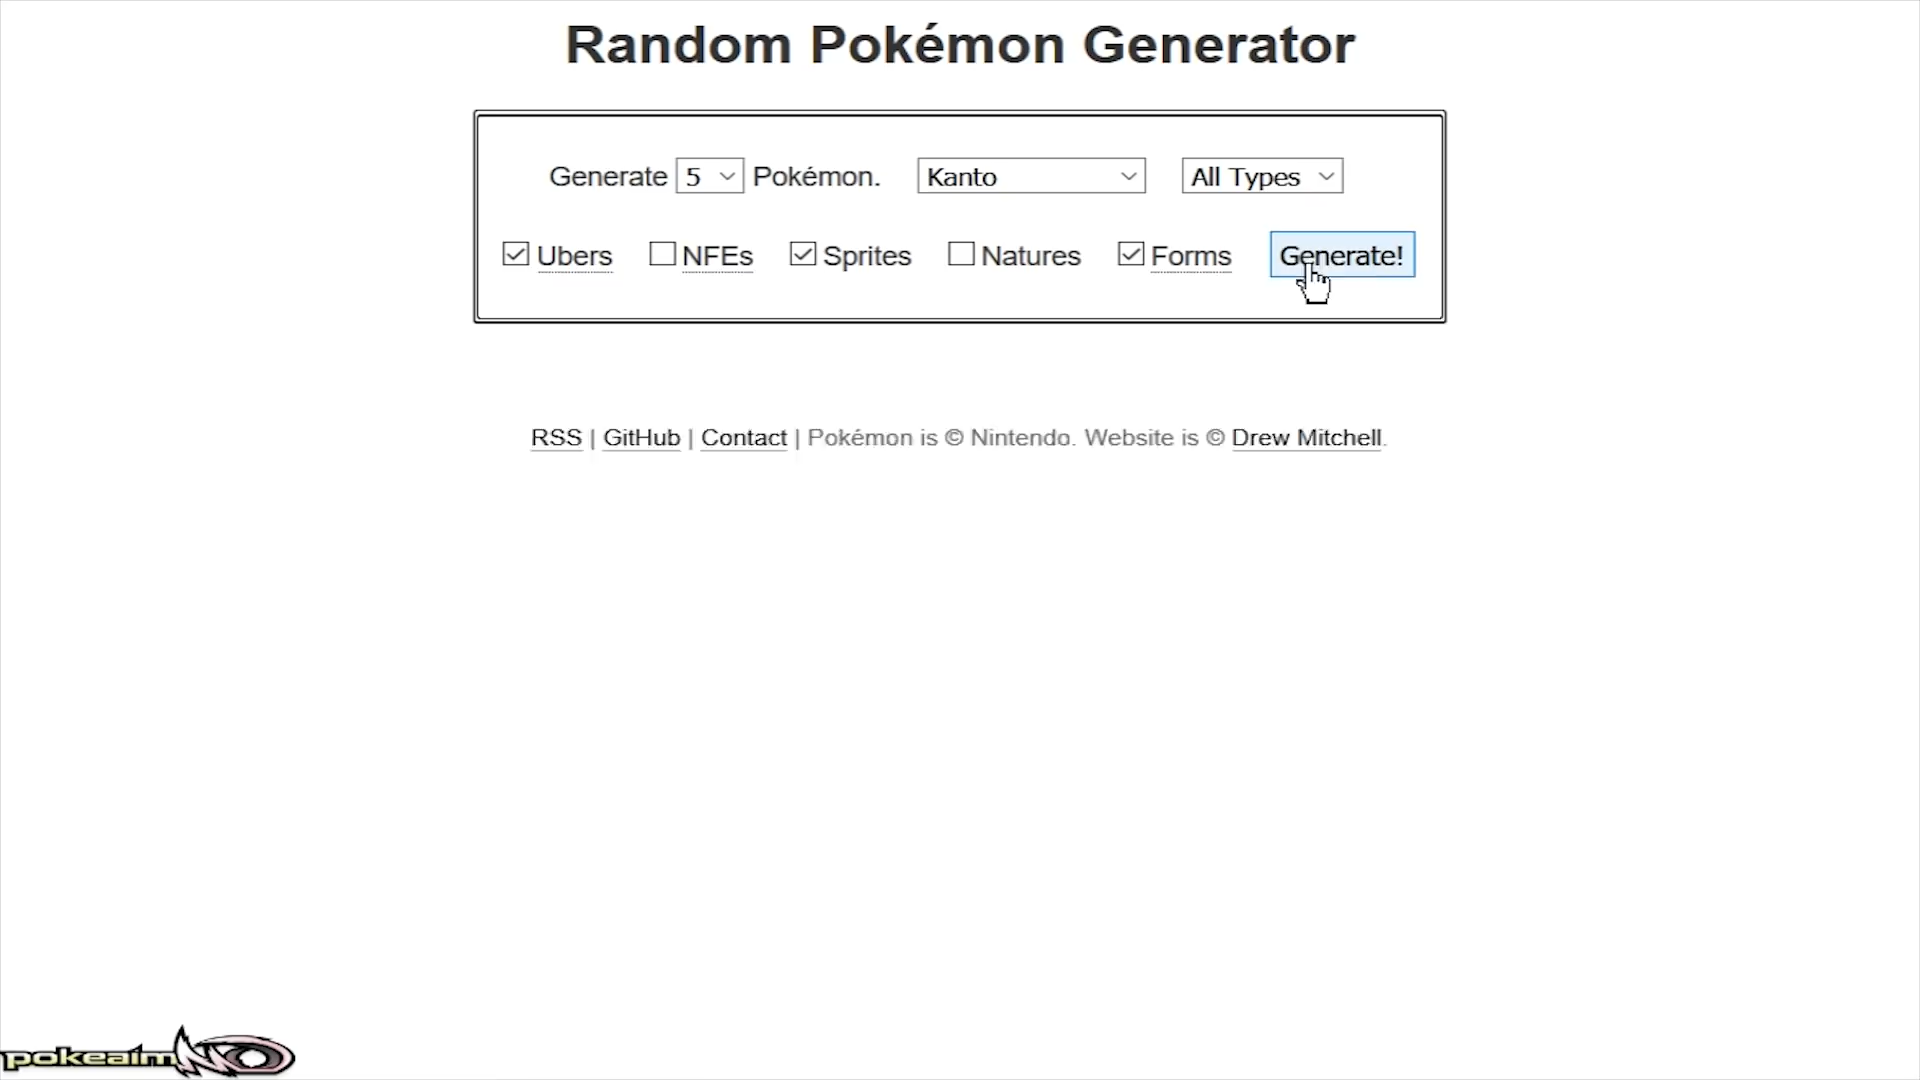 Random Pokémon Generator
Generate 5 Pokémon. Kanto All Types
Ubers NFEs Sprites Natures Forms Generate!
RSS | GitHub | Contact | Pokémon is © Nintendo. Website is © Drew Mitchell.
pokeaimMD